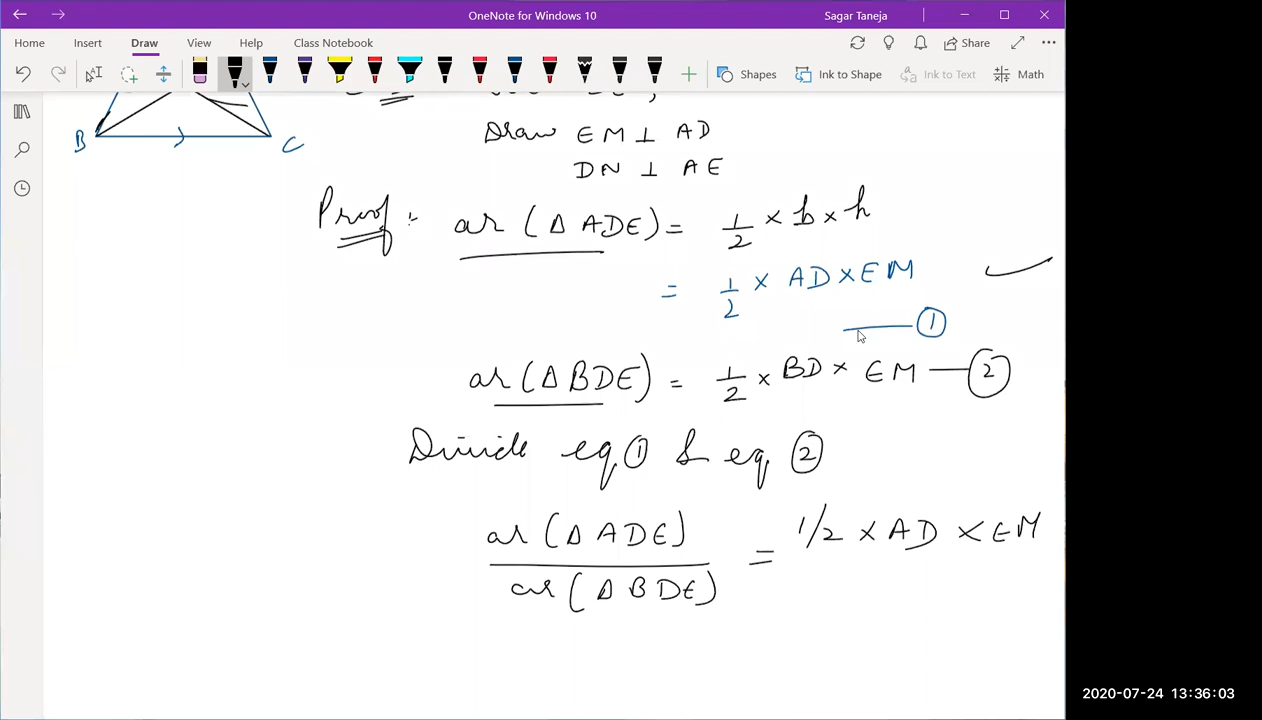 OneNote for Windows 10
Sagar Taneja
Home Insert Draw View Help Class Notebook
Share
Shapes Ink to Shape Ink to Text Math
B C
Draw EM ⊥ AD
DN ⊥ AE
Proof : ar (Δ ADE) = 1/2 × b × h
= 1/2 × AD × EM
—— ①
ar (Δ BDE) = 1/2 × BD × EM — ②
Divide eq ① & eq ②
ar (Δ ADE) / ar (Δ BDE) = 1/2 × AD × EM
2020-07-24 13:36:03